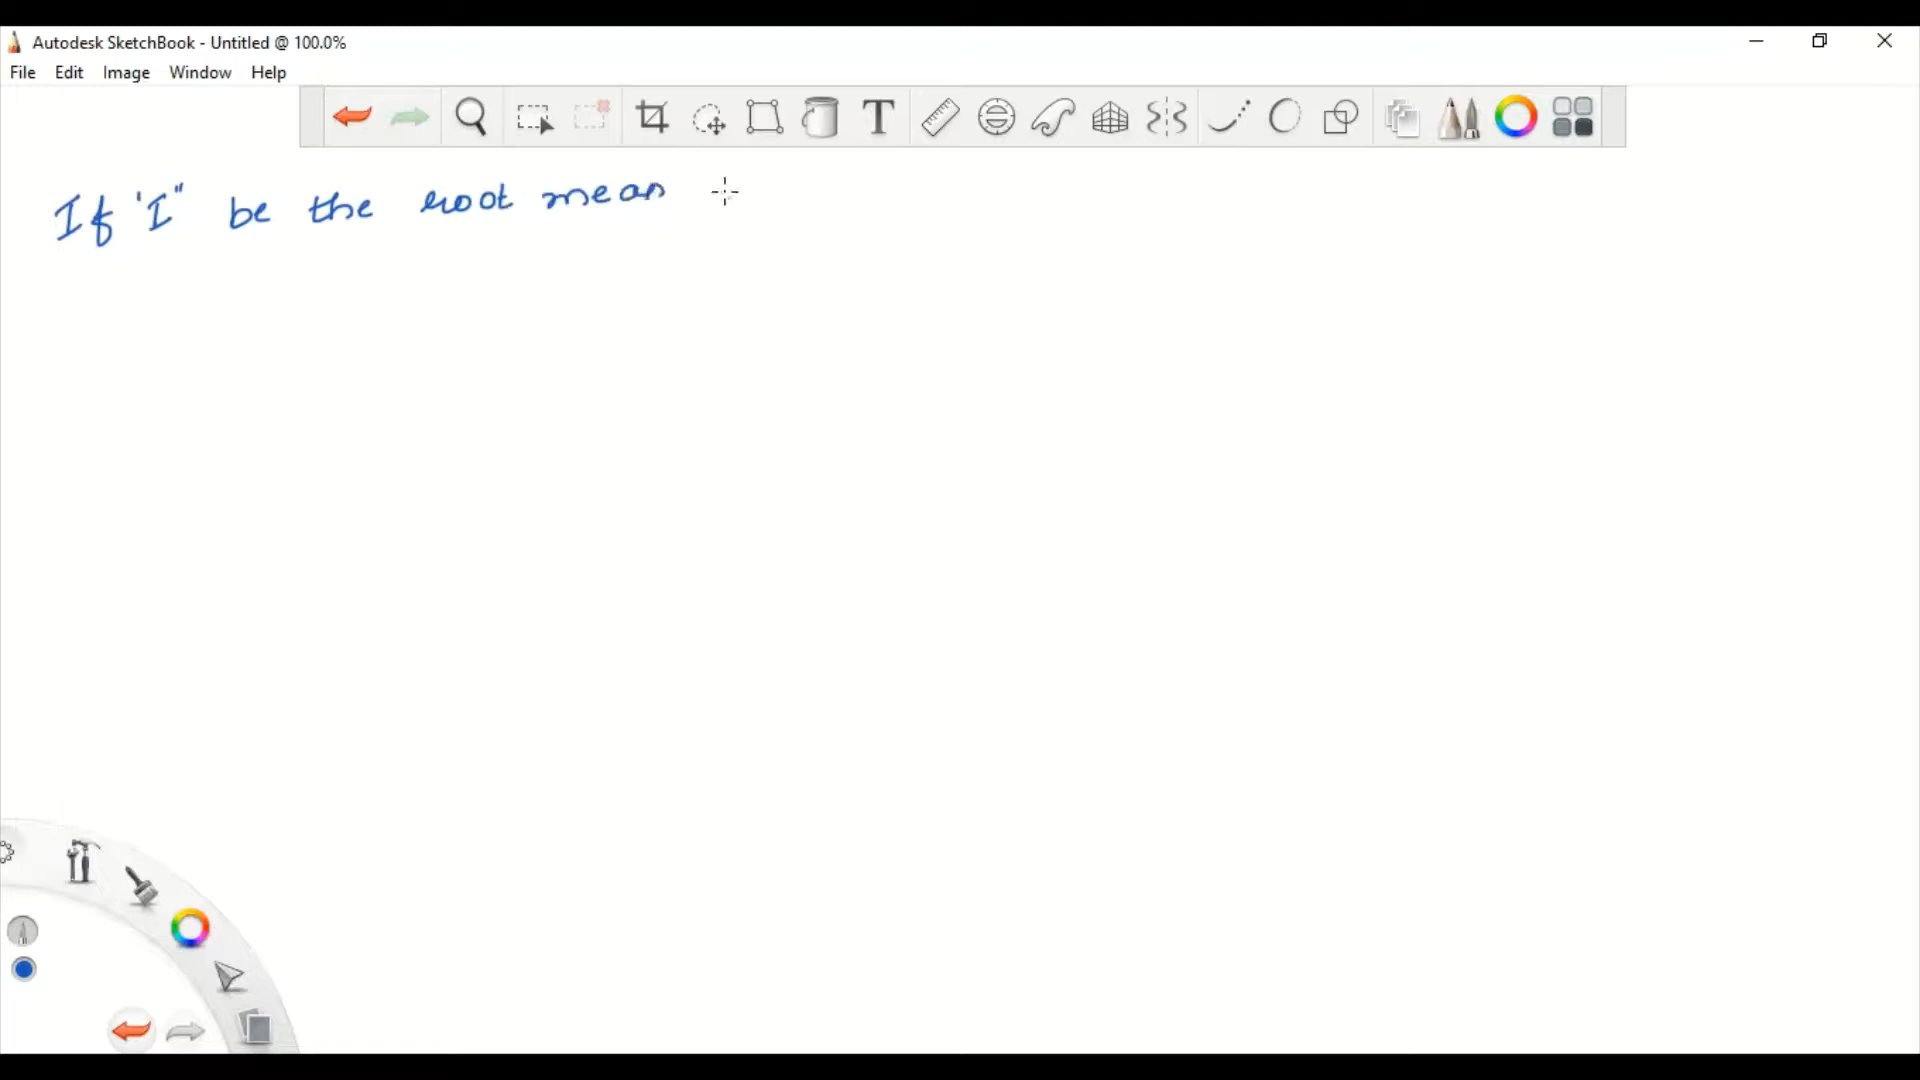 Autodesk SketchBook - Untitled @ 100.0%
File Edit Image Window Help
If 'I" be the root mean